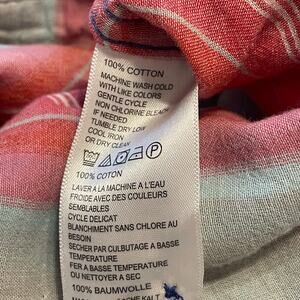 100% COTTON
MACHINE WASH COLD
WITH LIKE COLORS
GENTLE CYCLE
NON CHLORINE BLEACH
IF NEEDED
TUMBLE DRY LOW
COOL IRON
OR DRY CLEAN
P
100% COTON
LAVER A LA MACHINE A L'EAU
FROIDE AVEC DES COULEURS
SEMBLABLES
CYCLE DELICAT
BLANCHIMENT SANS CHLORE AU
BESOIN
SECHER PAR CULBUTAGE A BASSE
TEMPERATURE
FER A BASSE TEMPERATURE
OU NETTOYER A SEC
100% BAUMWOLLE
KALT